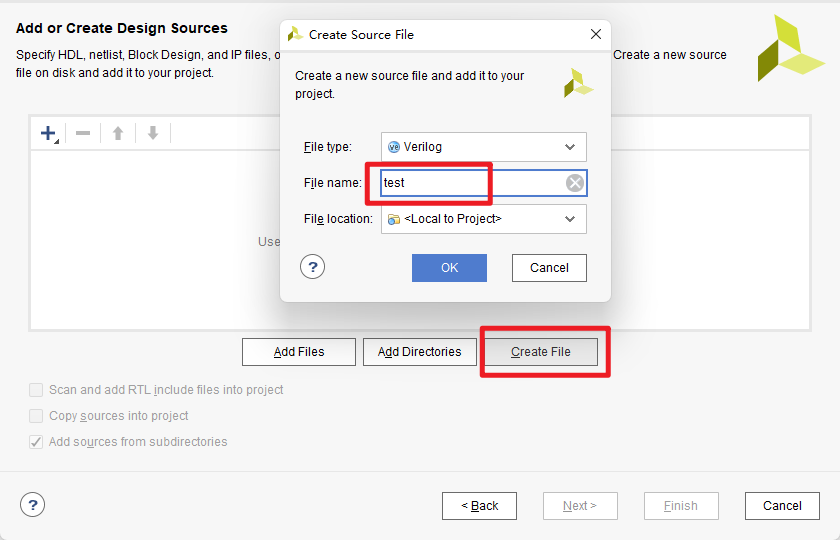 Add or Create Design Sources
Specify HDL, netlist, Block Design, and IP files, o
Create a new source
file on disk and add it to your project.
Create Source File
Create a new source file and add it to your
project.
File type:
Verilog
File name:
test
File location:
<Local to Project>
?
OK
Cancel
Use
Add Files
Add Directories
Create File
Scan and add RTL include files into project
Copy sources into project
Add sources from subdirectories
?
< Back
Next >
Finish
Cancel